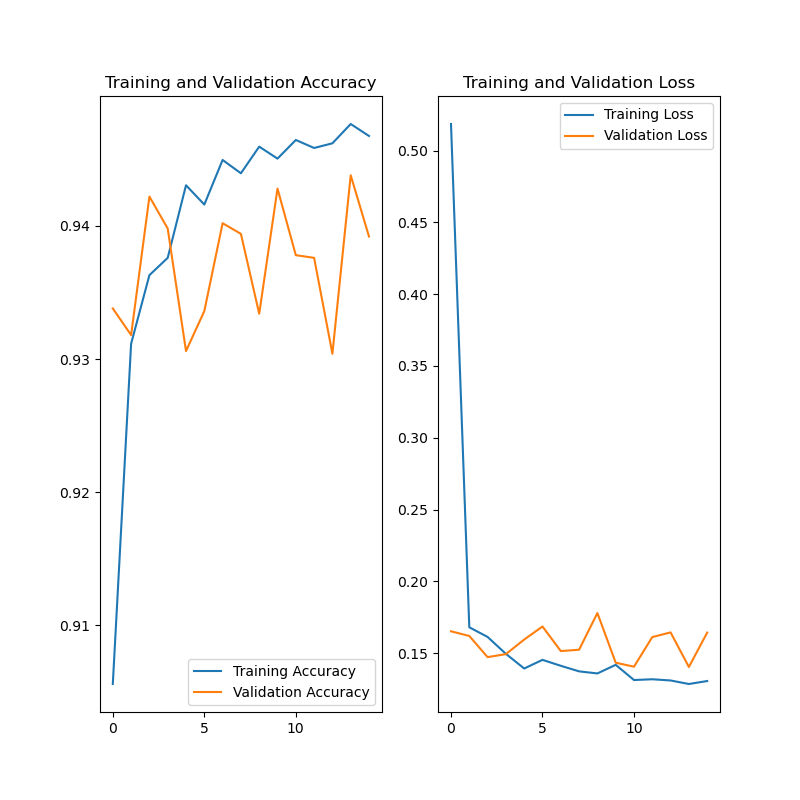 Training and Validation Accuracy
0.94
0.93
0.92
0.91
Training Accuracy
Validation Accuracy
0 5 10
Training and Validation Loss
Training Loss
Validation Loss
0.50
0.45
0.40
0.35
0.30
0.25
0.20
0.15
0 5 10